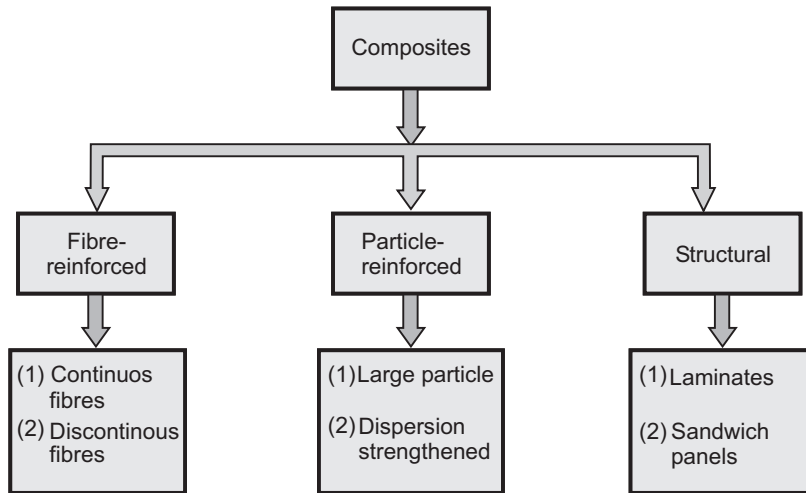 Composites
Fibre-
reinforced
Particle-
reinforced
Structural
(1) Continuos
fibres
(2) Discontinous
fibres
(1) Large particle
(2) Dispersion
strengthened
(1) Laminates
(2) Sandwich
panels